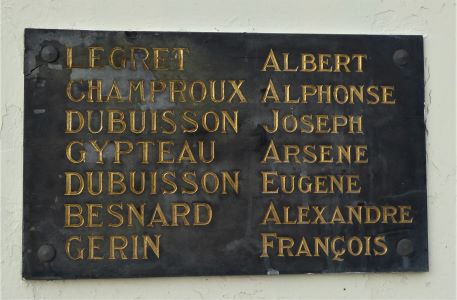 LEGRET ALBERT
CHAMPROUX ALPHONSE
DUBUISSON JOSEPH
GYPTEAU ARSENE
DUBUISSON EUGENE
BESNARD ALEXANDRE
GERIN FRANÇOIS